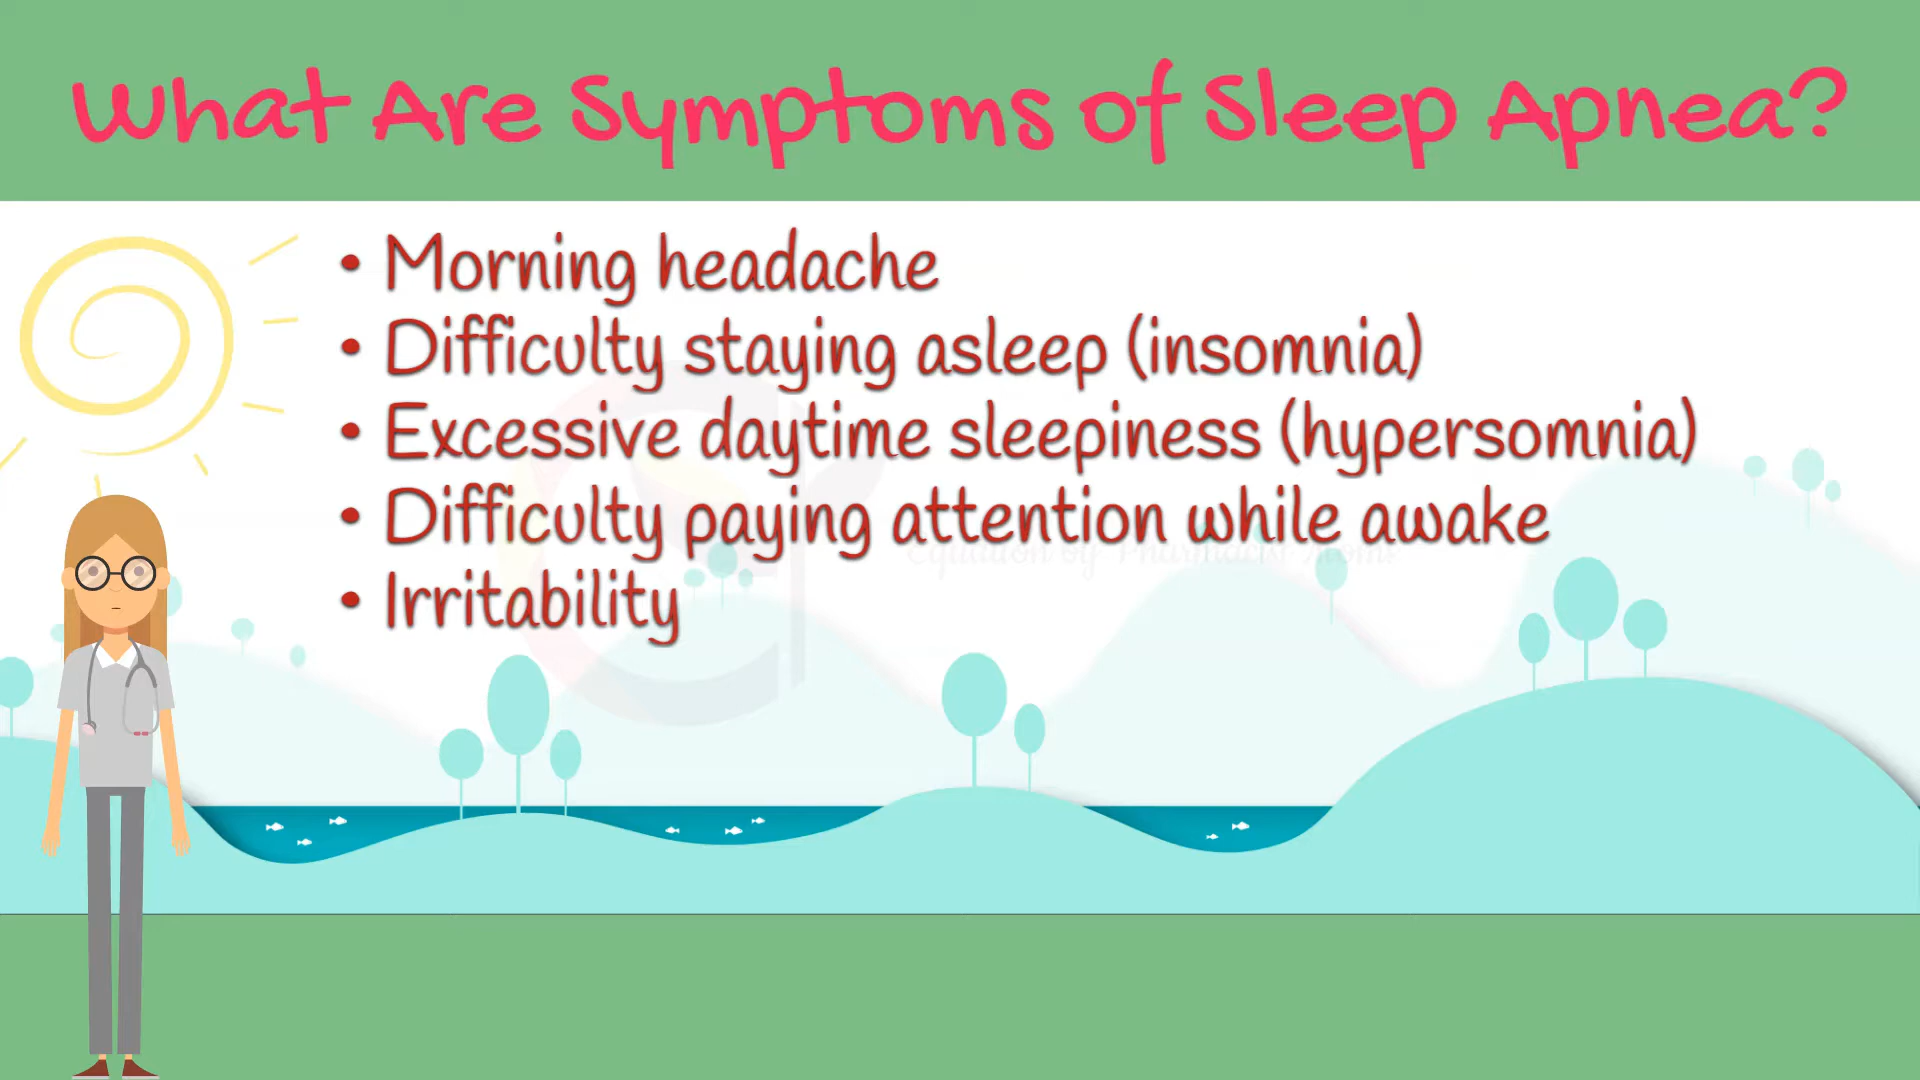 What Are Symptoms of Sleep Apnea?
• Morning headache
• Difficulty staying asleep (insomnia)
• Excessive daytime sleepiness (hypersomnia)
• Difficulty paying attention while awake
• Irritability